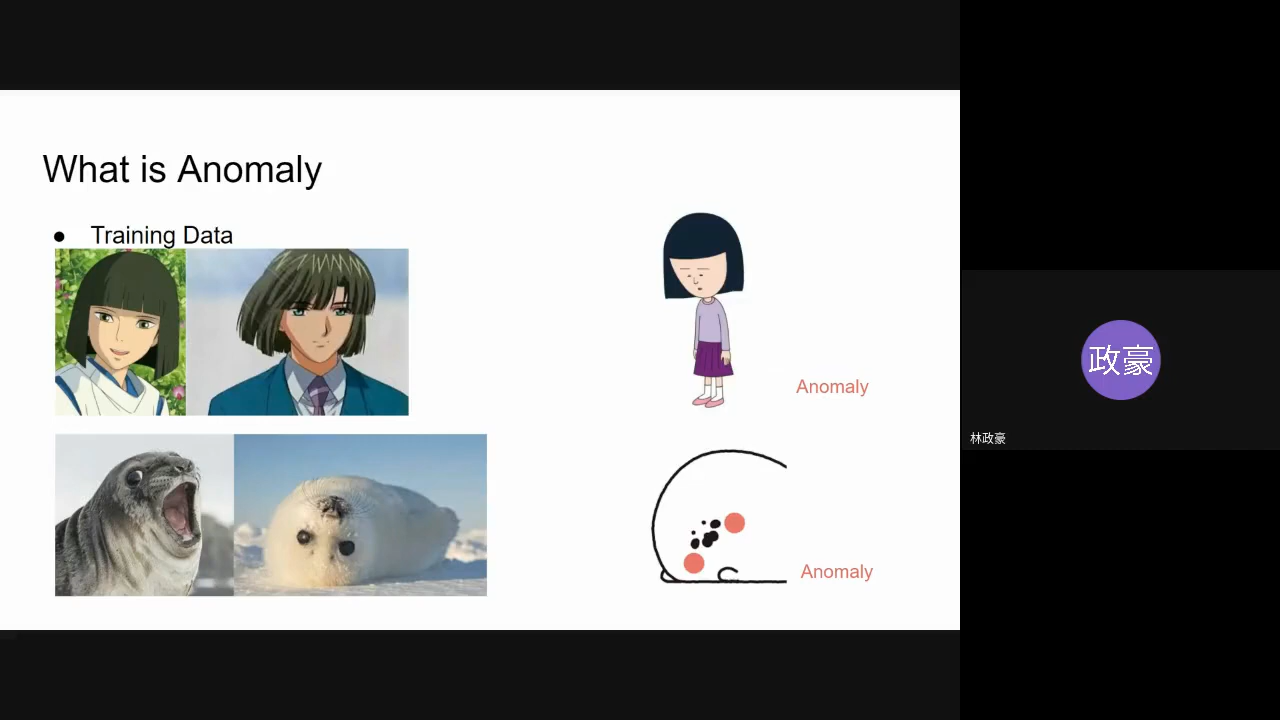 What is Anomaly
● Training Data
Anomaly
Anomaly
政豪
林政豪